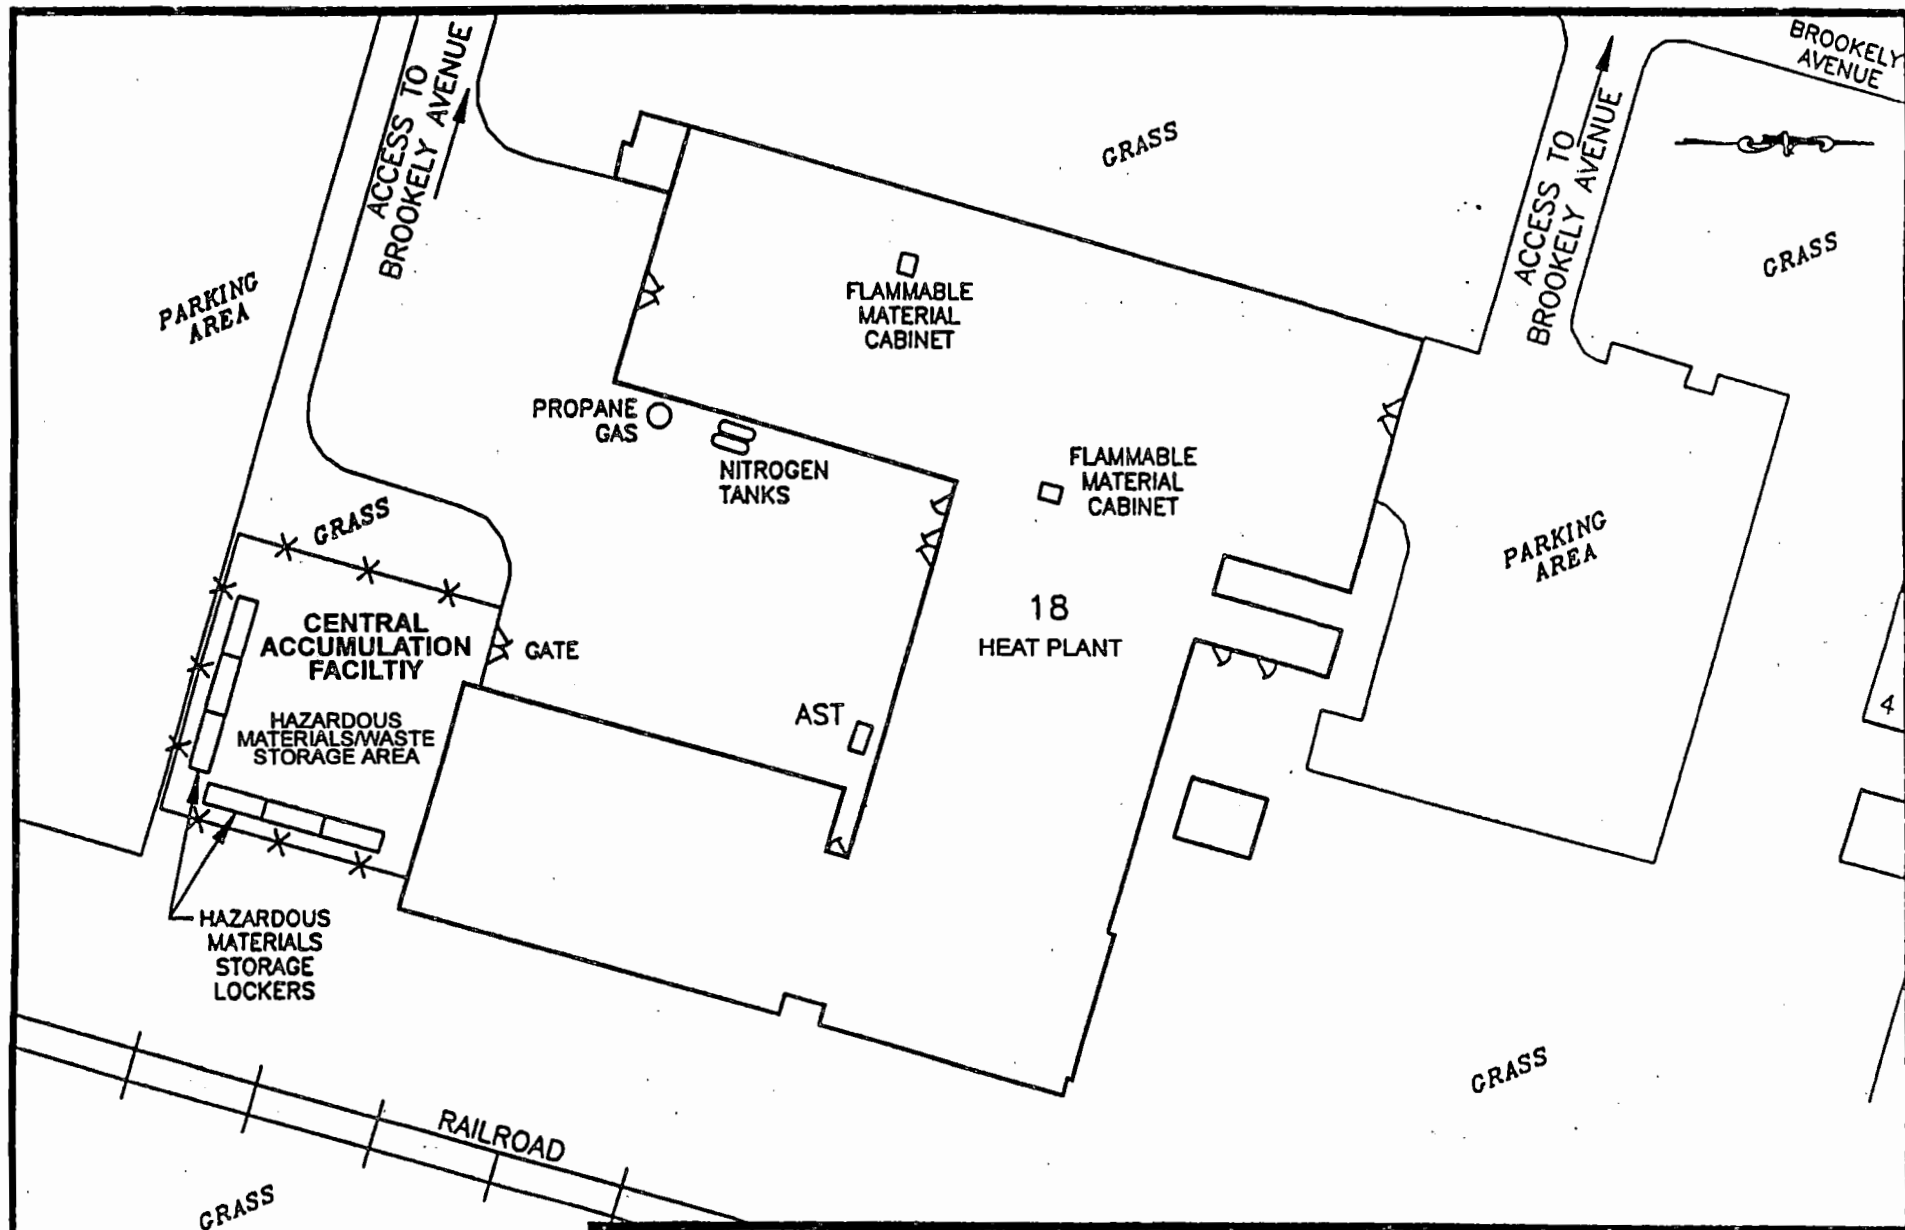 BROOKELY
AVENUE
ACCESS TO
BROOKELY AVENUE
ACCESS TO
BROOKELY AVENUE
GRASS
GRASS
PARKING
AREA
FLAMMABLE
MATERIAL
CABINET
PROPANE
GAS
NITROGEN
TANKS
FLAMMABLE
MATERIAL
CABINET
GRASS
PARKING
AREA
18
HEAT PLANT
CENTRAL
ACCUMULATION
FACILTIY
GATE
HAZARDOUS
MATERIALS/WASTE
STORAGE AREA
AST
4
HAZARDOUS
MATERIALS
STORAGE
LOCKERS
GRASS
RAILROAD
GRASS